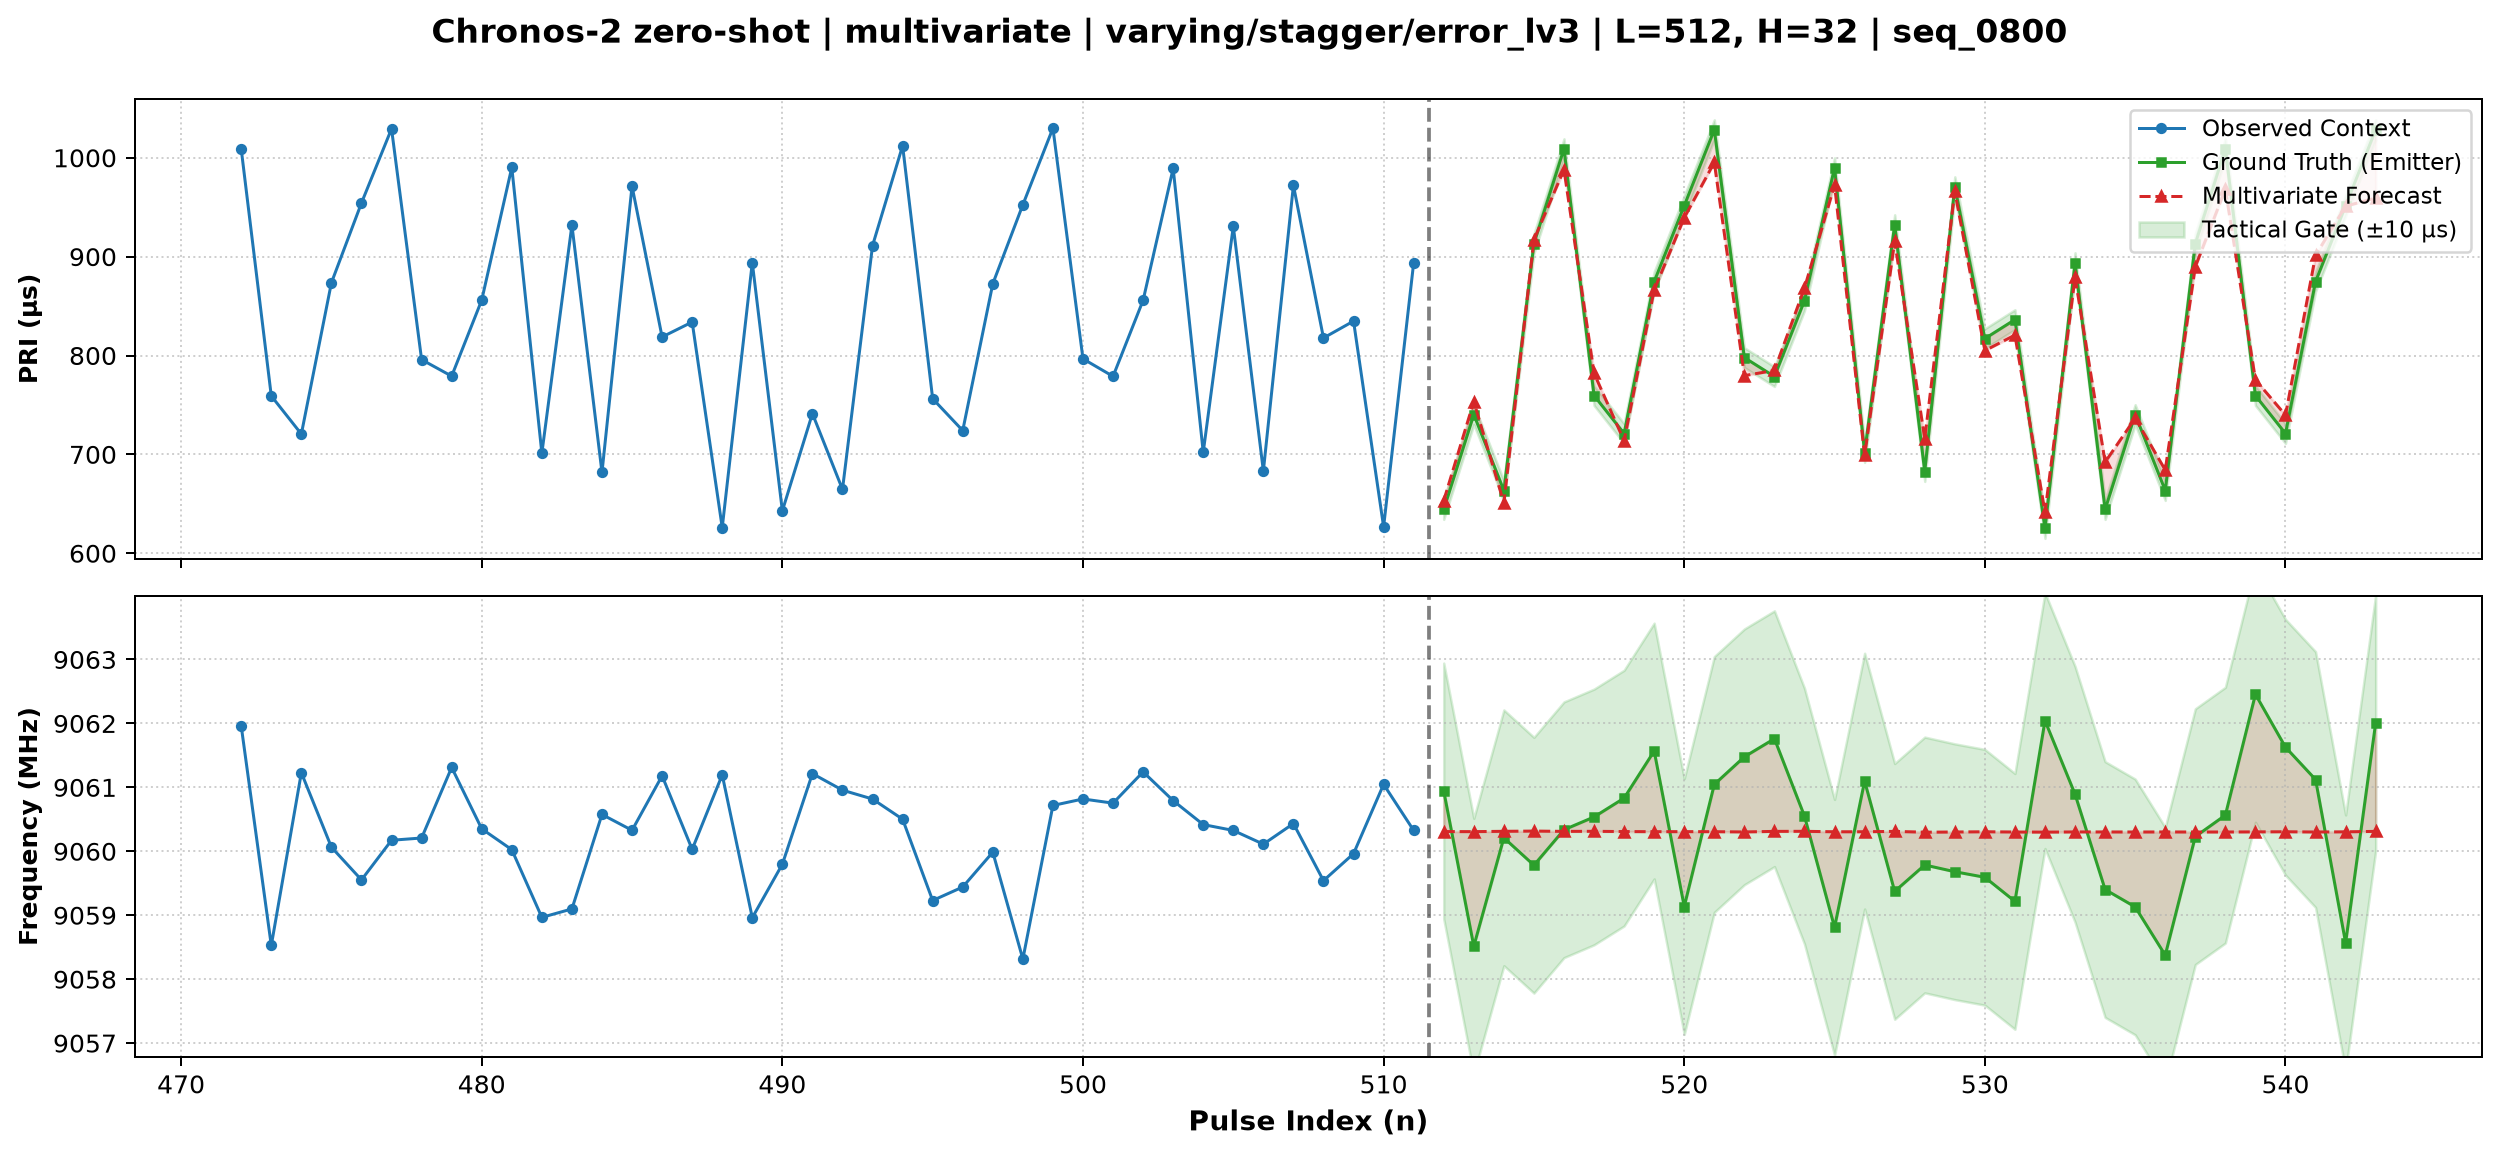 Chronos-2 zero-shot | multivariate | varying/stagger/error_lv3 | L=512, H=32 | seq_0800
PRI (µs)
1000
900
800
700
600
Observed Context
Ground Truth (Emitter)
Multivariate Forecast
Tactical Gate (±10 µs)
Frequency (MHz)
9063
9062
9061
9060
9059
9058
9057
470 480 490 500 510 520 530 540
Pulse Index (n)